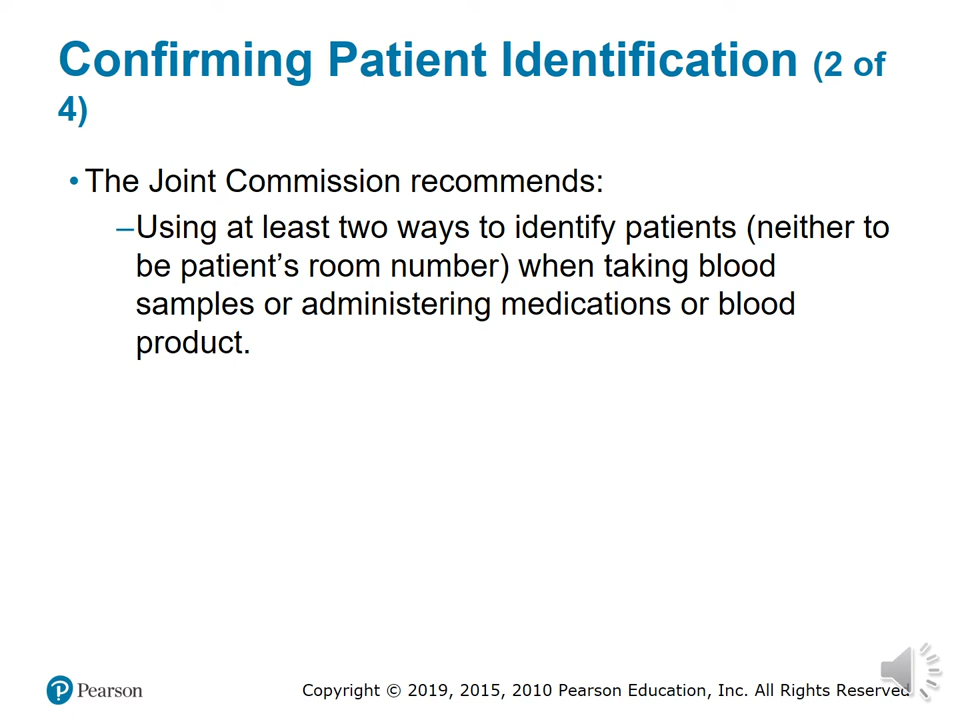 Confirming Patient Identification (2 of
4)
• The Joint Commission recommends:
–Using at least two ways to identify patients (neither to
be patient’s room number) when taking blood
samples or administering medications or blood
product.
Pearson
Copyright © 2019, 2015, 2010 Pearson Education, Inc. All Rights Reserved